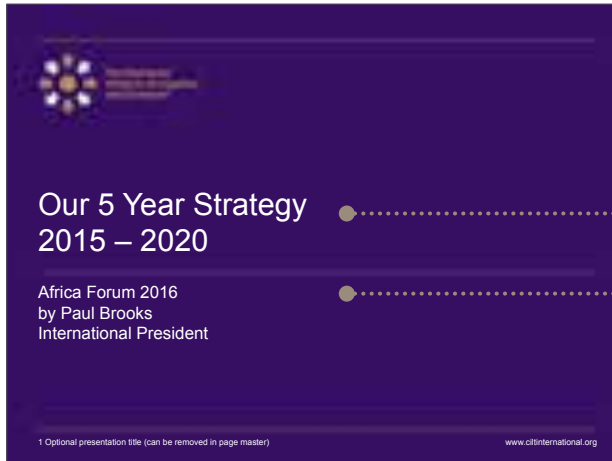 Our 5 Year Strategy
2015 – 2020
Africa Forum 2016
by Paul Brooks
International President
1 Optional presentation title (can be removed in page master)
www.ciltinternational.org